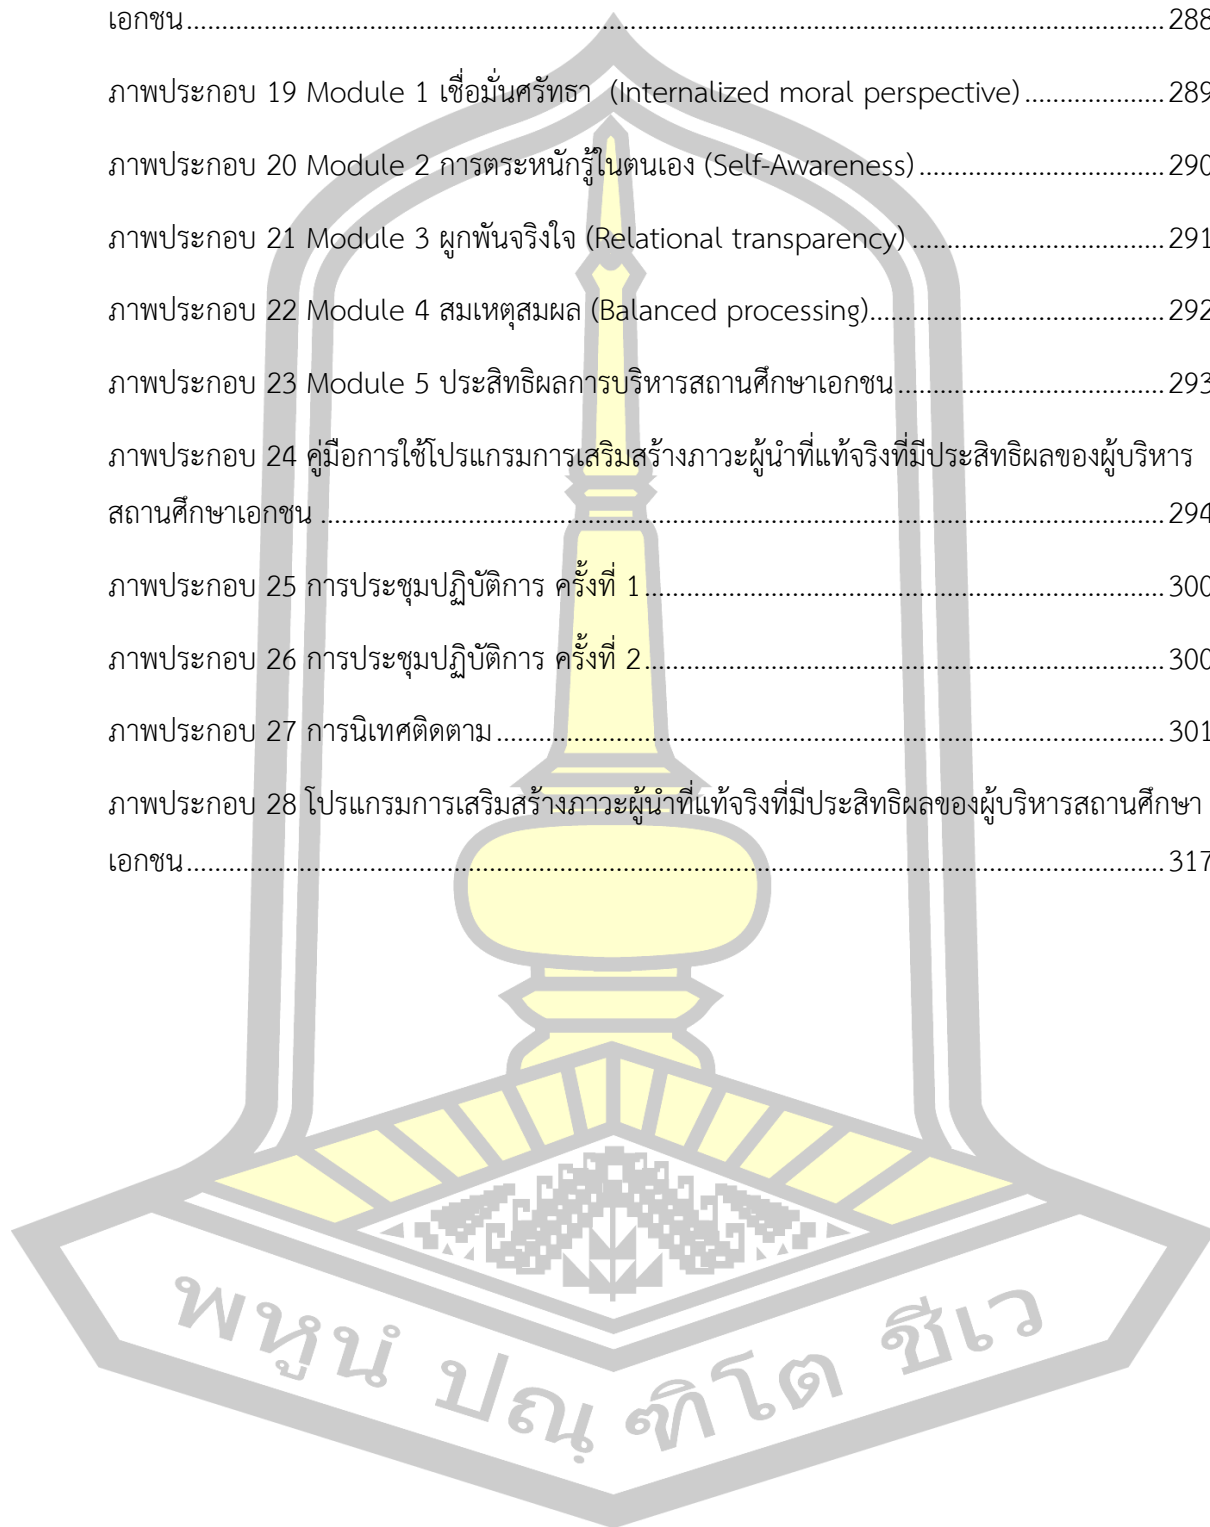 เอกชน ........ 288
ภาพประกอบ 19 Module 1 เชื่อมั่นศรัทธา (Internalized moral perspective) ........ 289
ภาพประกอบ 20 Module 2 การตระหนักรู้ในตนเอง (Self-Awareness) ........ 290
ภาพประกอบ 21 Module 3 ผูกพันจริงใจ (Relational transparency) ........ 291
ภาพประกอบ 22 Module 4 สมเหตุสมผล (Balanced processing) ........ 292
ภาพประกอบ 23 Module 5 ประสิทธิผลการบริหารสถานศึกษาเอกชน ........ 293
ภาพประกอบ 24 คู่มือการใช้โปรแกรมการเสริมสร้างภาวะผู้นำที่แท้จริงที่มีประสิทธิผลของผู้บริหาร
สถานศึกษาเอกชน ........ 294
ภาพประกอบ 25 การประชุมปฏิบัติการ ครั้งที่ 1 ........ 300
ภาพประกอบ 26 การประชุมปฏิบัติการ ครั้งที่ 2 ........ 300
ภาพประกอบ 27 การนิเทศติดตาม ........ 301
ภาพประกอบ 28 โปรแกรมการเสริมสร้างภาวะผู้นำที่แท้จริงที่มีประสิทธิผลของผู้บริหารสถานศึกษา
เอกชน ........ 317
พหูนํ ปณฺฑิโต ชีเว